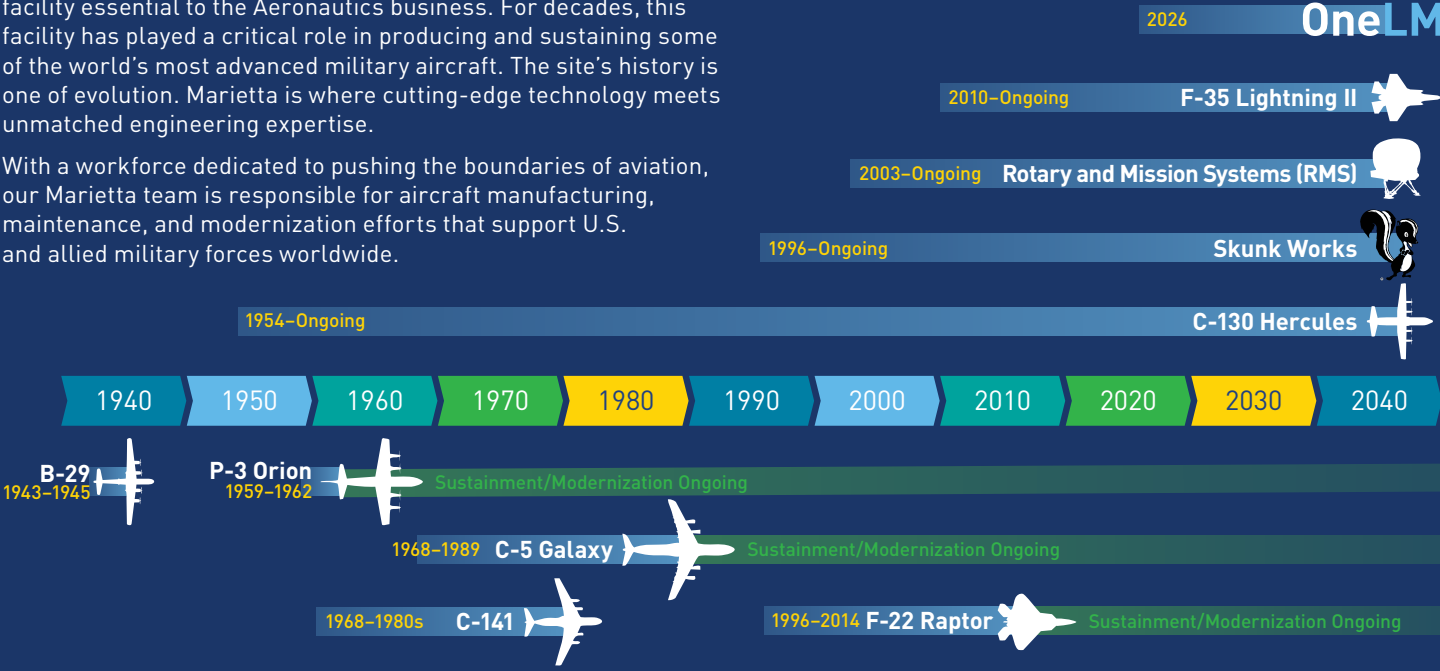 facility essential to the Aeronautics business. For decades, this
facility has played a critical role in producing and sustaining some
of the world's most advanced military aircraft. The site's history is
one of evolution. Marietta is where cutting-edge technology meets
unmatched engineering expertise.
With a workforce dedicated to pushing the boundaries of aviation,
our Marietta team is responsible for aircraft manufacturing,
maintenance, and modernization efforts that support U.S.
and allied military forces worldwide.
2026 OneLM
2010–Ongoing F-35 Lightning II
2003–Ongoing Rotary and Mission Systems (RMS)
1996–Ongoing Skunk Works
1954–Ongoing C-130 Hercules
1940 1950 1960 1970 1980 1990 2000 2010 2020 2030 2040
B-29
1943–1945
P-3 Orion
1959–1962
Sustainment/Modernization Ongoing
1968–1989 C-5 Galaxy Sustainment/Modernization Ongoing
1968–1980s C-141
1996–2014 F-22 Raptor Sustainment/Modernization Ongoing